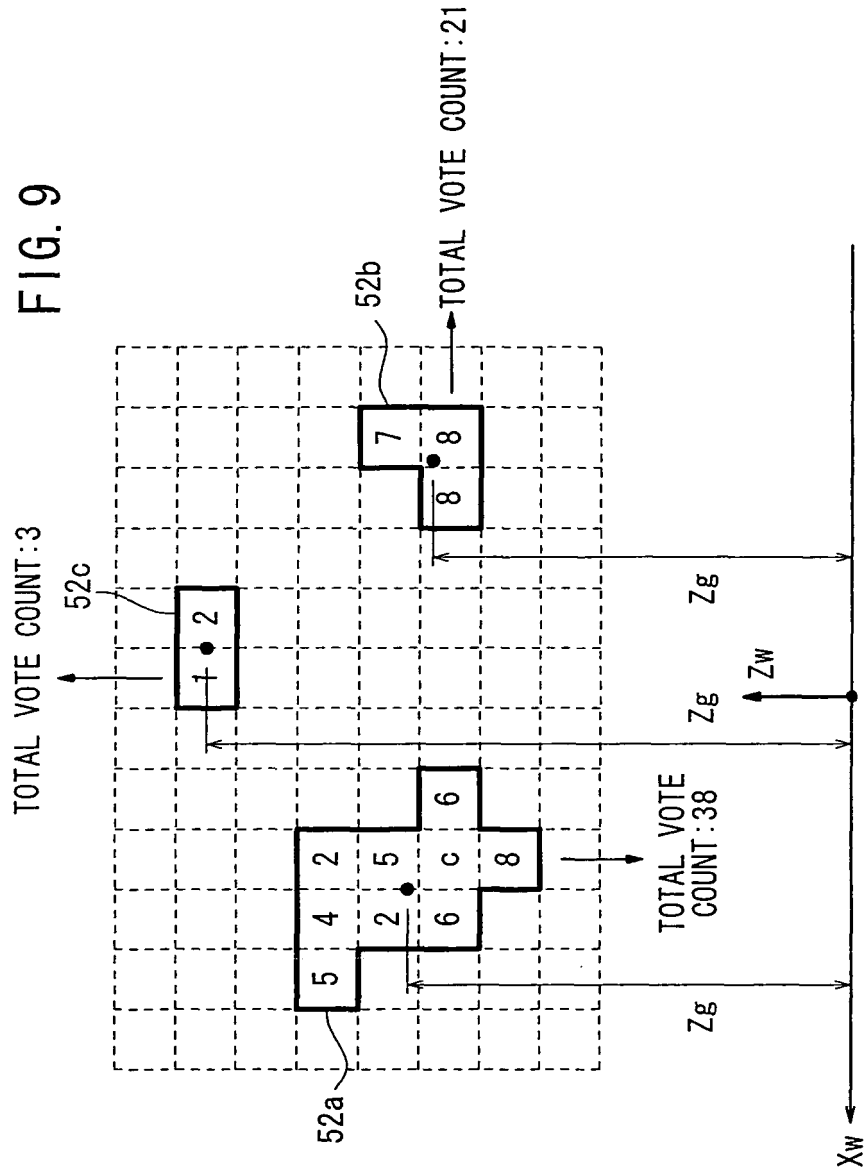 FIG. 9
TOTAL VOTE COUNT:3
52c
1 2
52a
5 4 2
2 5
6 c 6
8
52b
7
8 8
TOTAL VOTE COUNT:21
TOTAL VOTE
COUNT:38
Zg
Zg
Zg
Zw
Xw